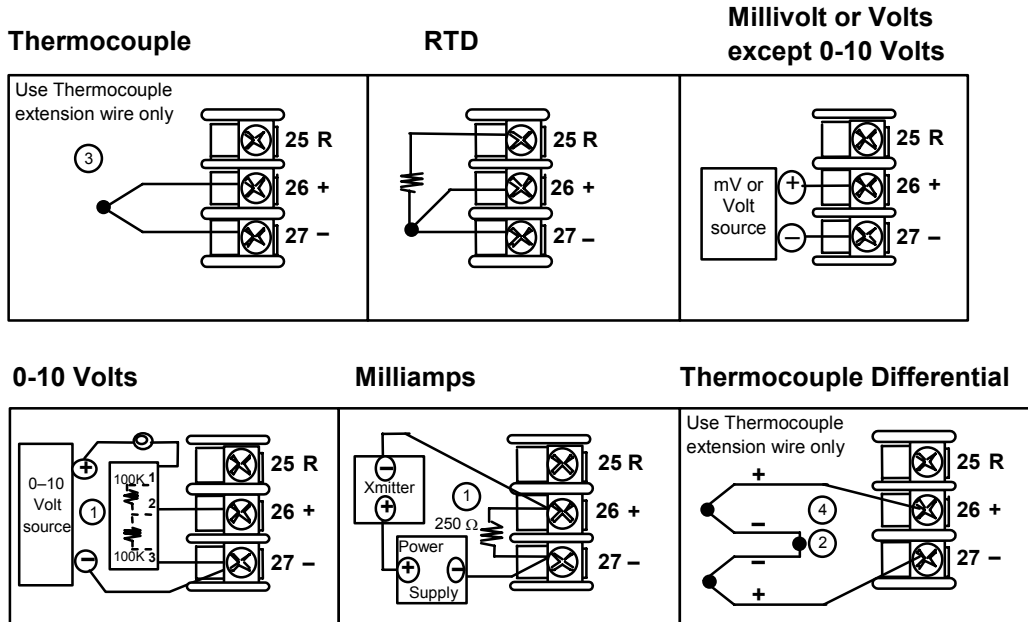 Thermocouple
Use Thermocouple
extension wire only
3
25 R
26 +
27 –
RTD
25 R
26 +
27 –
Millivolt or Volts
except 0-10 Volts
mV or
Volt
source
+
–
25 R
26 +
27 –
0-10 Volts
0–10
Volt
source
+
–
1
100K 1
2
100K 3
25 R
26 +
27 –
Milliamps
–
Xmitter
+
1
250 Ω
Power
+ –
Supply
25 R
26 +
27 –
Thermocouple Differential
Use Thermocouple
extension wire only
+
–
4
2
–
+
25 R
26 +
27 –